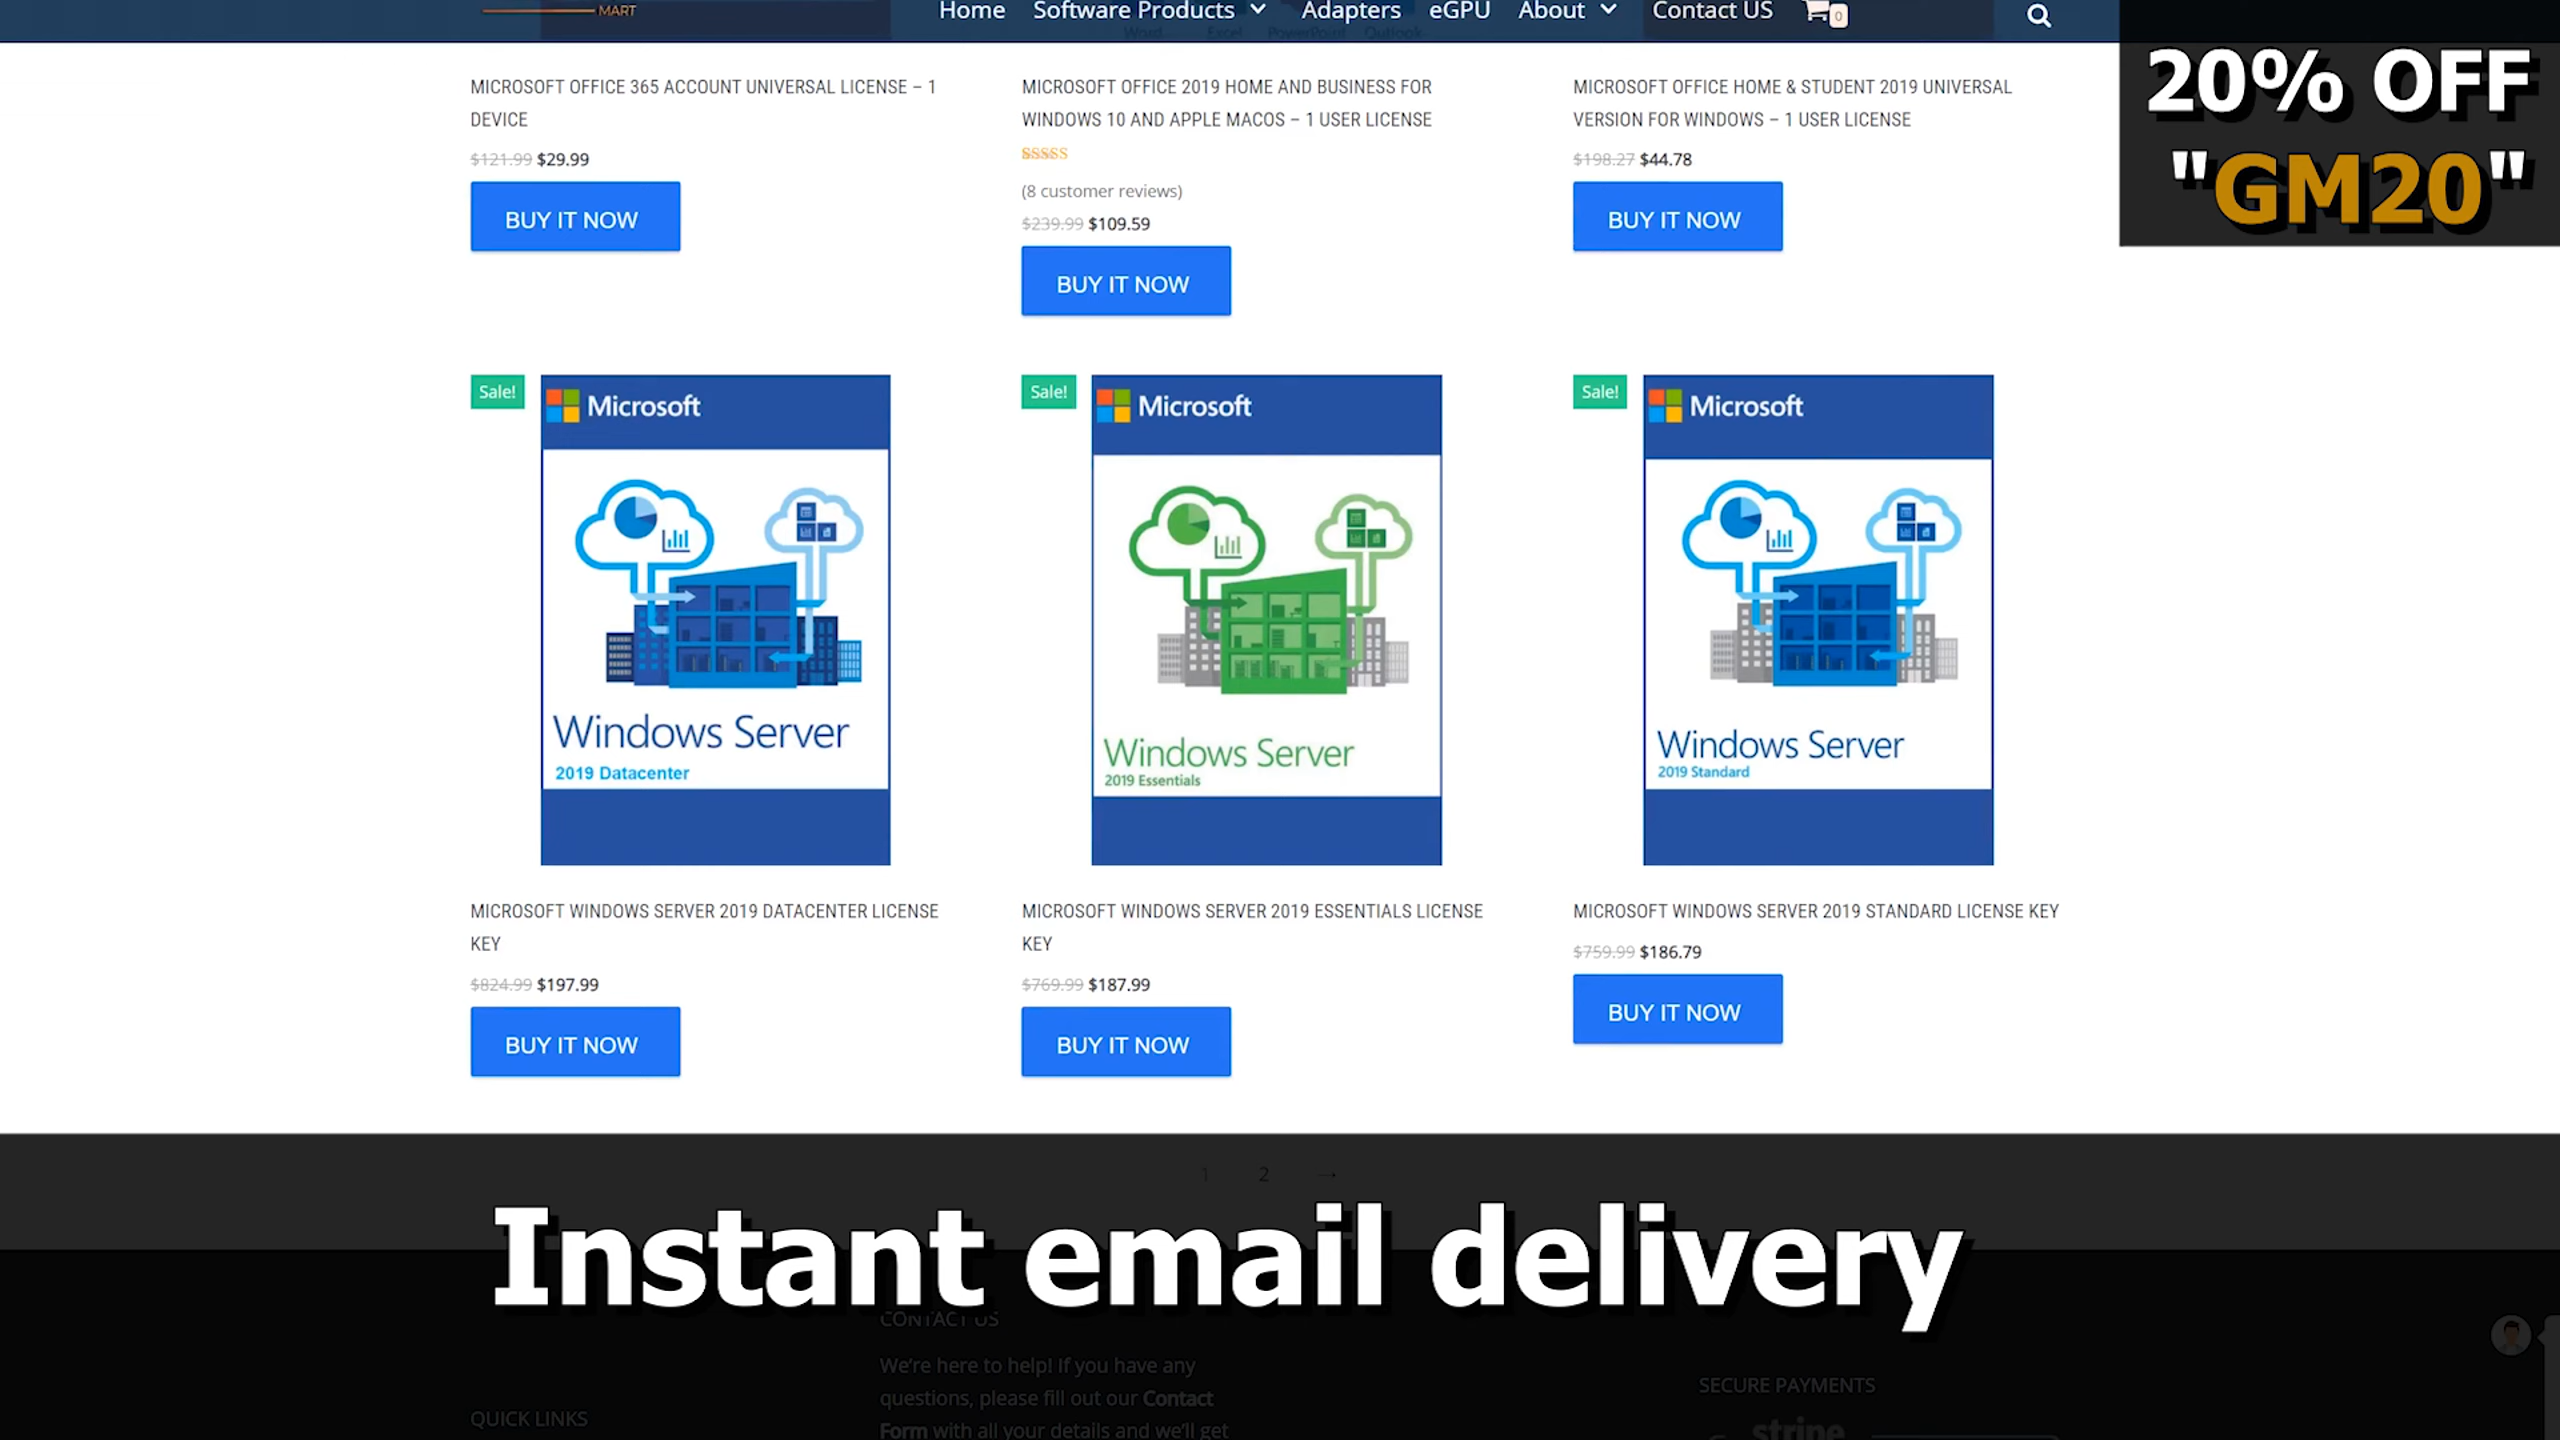 MART
Home Software Products Adapters eGPU About Contact US 0
Word Excel PowerPoint Outlook
20% OFF
"GM20"
MICROSOFT OFFICE 365 ACCOUNT UNIVERSAL LICENSE – 1
DEVICE
$121.99 $29.99
BUY IT NOW
MICROSOFT OFFICE 2019 HOME AND BUSINESS FOR
WINDOWS 10 AND APPLE MACOS – 1 USER LICENSE
SSSSS
(8 customer reviews)
$239.99 $109.59
BUY IT NOW
MICROSOFT OFFICE HOME & STUDENT 2019 UNIVERSAL
VERSION FOR WINDOWS – 1 USER LICENSE
$198.27 $44.78
BUY IT NOW
Sale!
Microsoft
Windows Server
2019 Datacenter
MICROSOFT WINDOWS SERVER 2019 DATACENTER LICENSE
KEY
$824.99 $197.99
BUY IT NOW
Sale!
Microsoft
Windows Server
2019 Essentials
MICROSOFT WINDOWS SERVER 2019 ESSENTIALS LICENSE
KEY
$769.99 $187.99
BUY IT NOW
Sale!
Microsoft
Windows Server
2019 Standard
MICROSOFT WINDOWS SERVER 2019 STANDARD LICENSE KEY
$759.99 $186.79
BUY IT NOW
1 2 →
Instant email delivery
CONTACT US
We're here to help! If you have any
questions, please fill out our Contact
Form with all your details and we'll get
QUICK LINKS
SECURE PAYMENTS
stripe